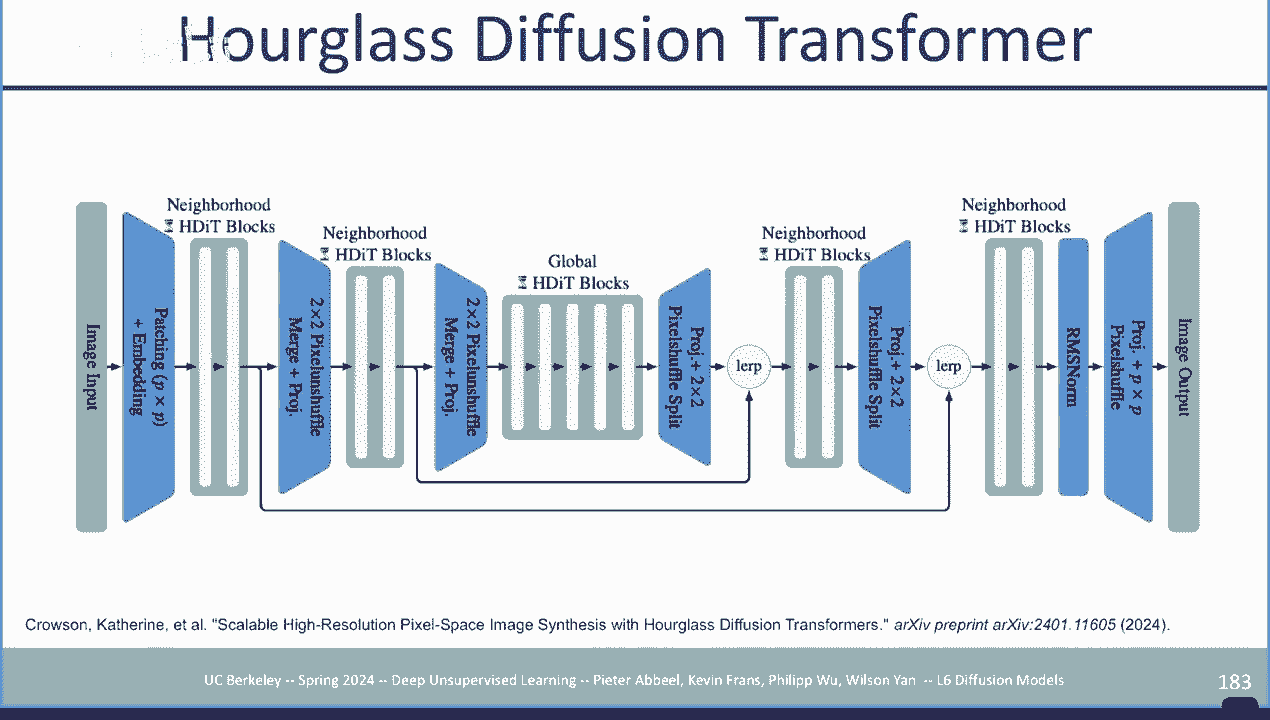 Hourglass Diffusion Transformer
Image Input
Patching (p × p)
+ Embedding
Neighborhood
⧗ HDiT Blocks
2×2 Pixelunshuffle
Merge + Proj.
Neighborhood
⧗ HDiT Blocks
2×2 Pixelunshuffle
Merge + Proj.
Global
⧗ HDiT Blocks
Proj.+ 2×2
Pixelshuffle Split
lerp
Neighborhood
⧗ HDiT Blocks
Proj.+ 2×2
Pixelshuffle Split
lerp
Neighborhood
⧗ HDiT Blocks
RMSNorm
Proj. + p × p
Pixelshuffle
Image Output
Crowson, Katherine, et al. "Scalable High-Resolution Pixel-Space Image Synthesis with Hourglass Diffusion Transformers." arXiv preprint arXiv:2401.11605 (2024).
UC Berkeley -- Spring 2024 -- Deep Unsupervised Learning -- Pieter Abbeel, Kevin Frans, Philipp Wu, Wilson Yan -- L6 Diffusion Models
183